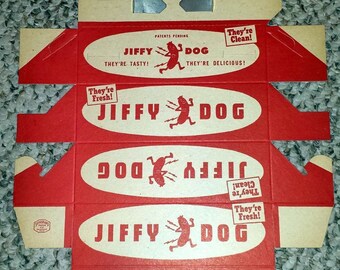 PATENTS PENDING
They're Clean!
JIFFY DOG
THEY'RE TASTY! THEY'RE DELICIOUS!
They're Fresh!
JIFFY DOG
JIFFY DOG
They're Clean!
They're Fresh!
JIFFY DOG